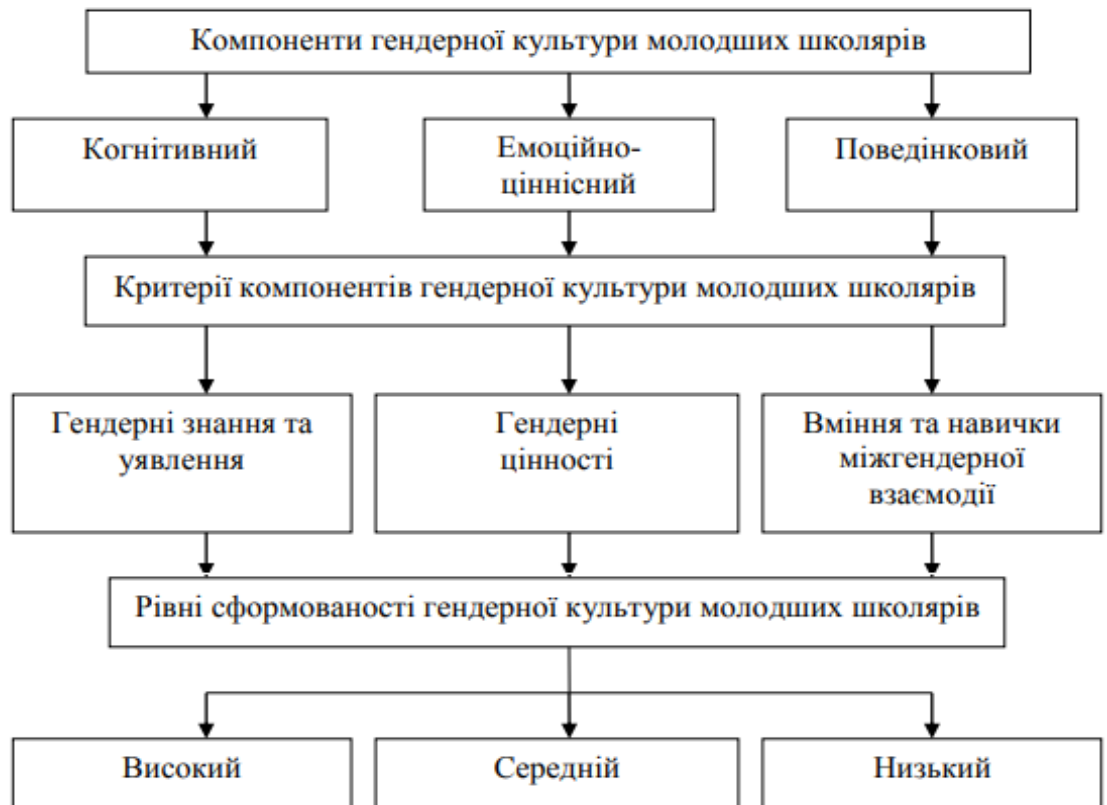 Компоненти гендерної культури молодших школярів
Когнітивний
Емоційно-
ціннісний
Поведінковий
Критерії компонентів гендерної культури молодших школярів
Гендерні знання та
уявлення
Гендерні
цінності
Вміння та навички
міжгендерної
взаємодії
Рівні сформованості гендерної культури молодших школярів
Високий
Середній
Низький